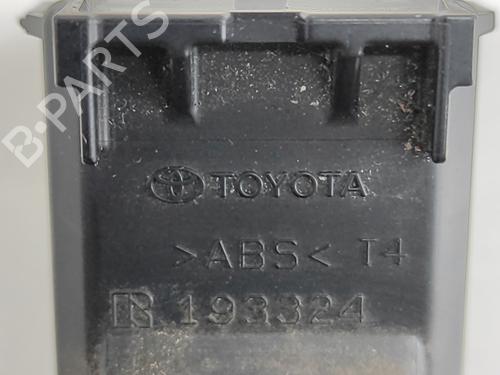 B-PARTS
TOYOTA
>ABS< T4
R 193324